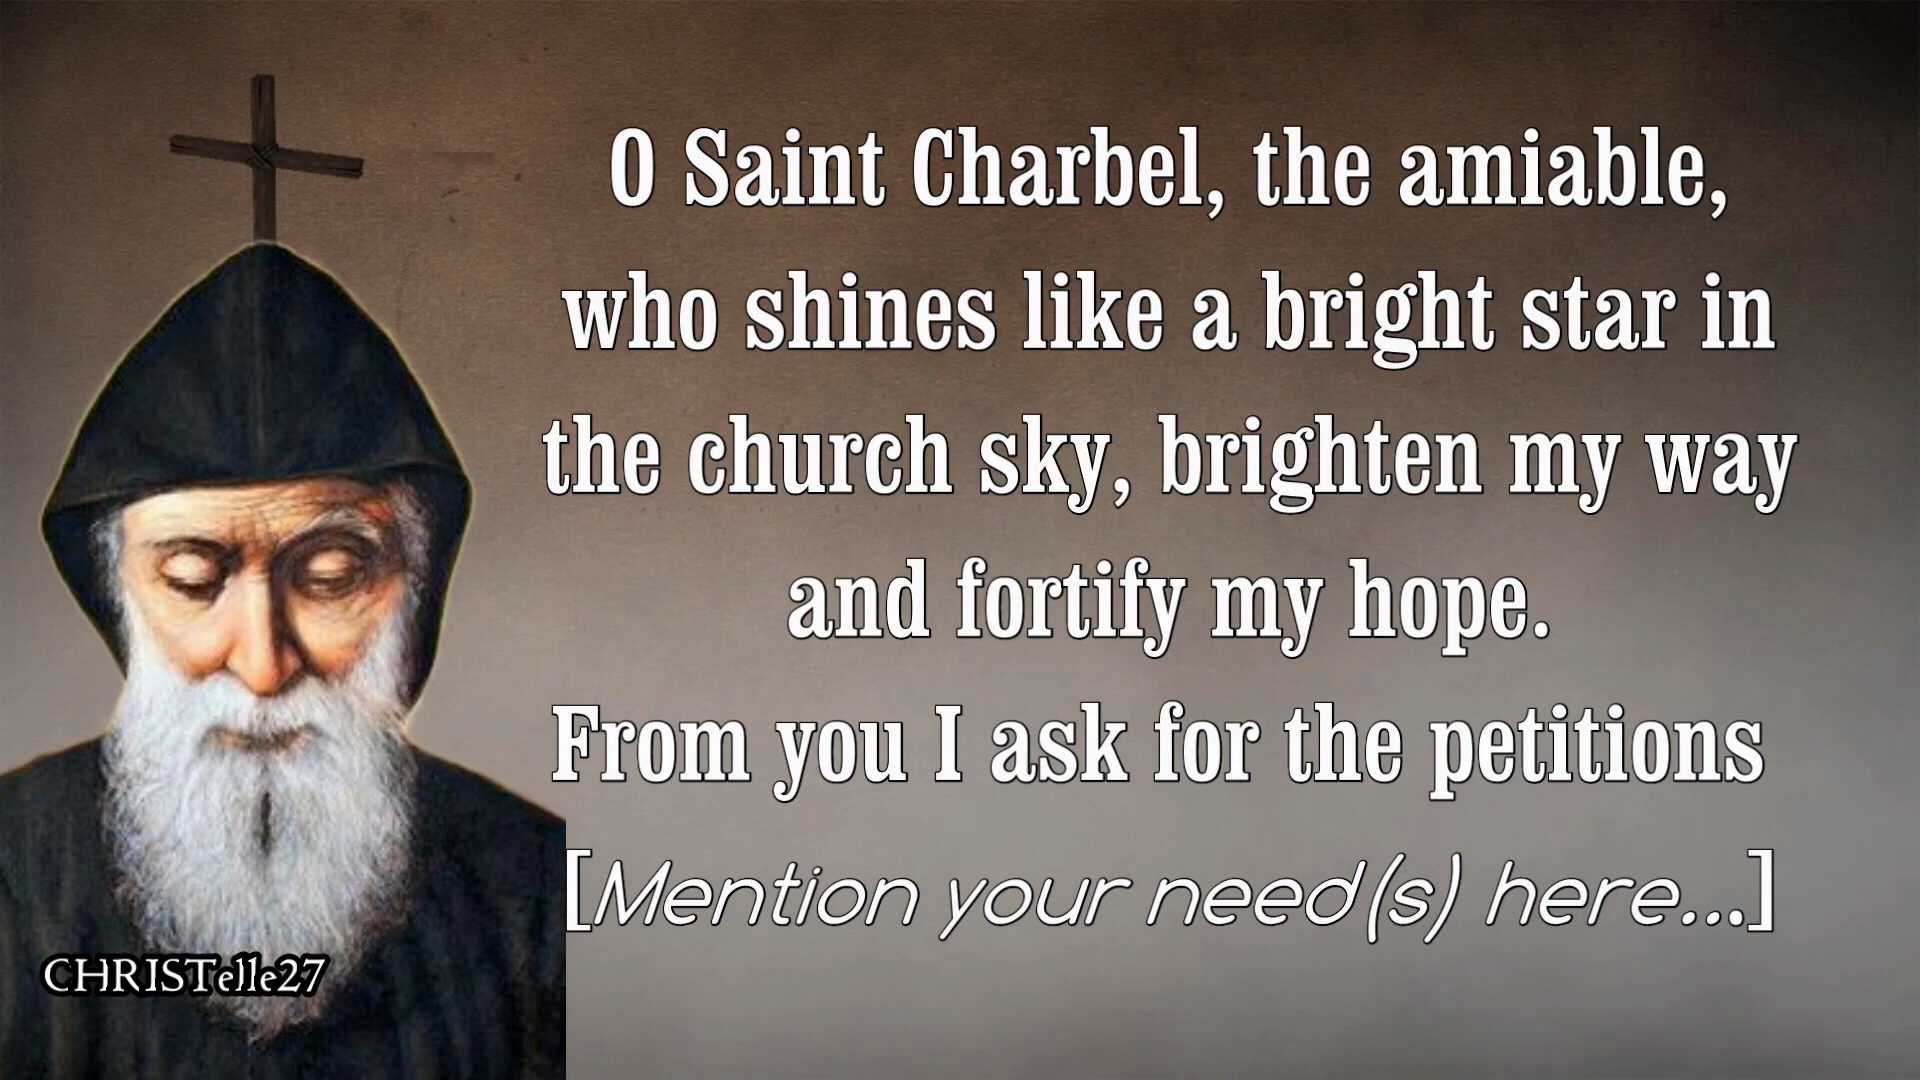 O Saint Charbel, the amiable,
who shines like a bright star in
the church sky, brighten my way
and fortify my hope.
From you I ask for the petitions
[Mention your need(s) here...]
CHRISTelle27